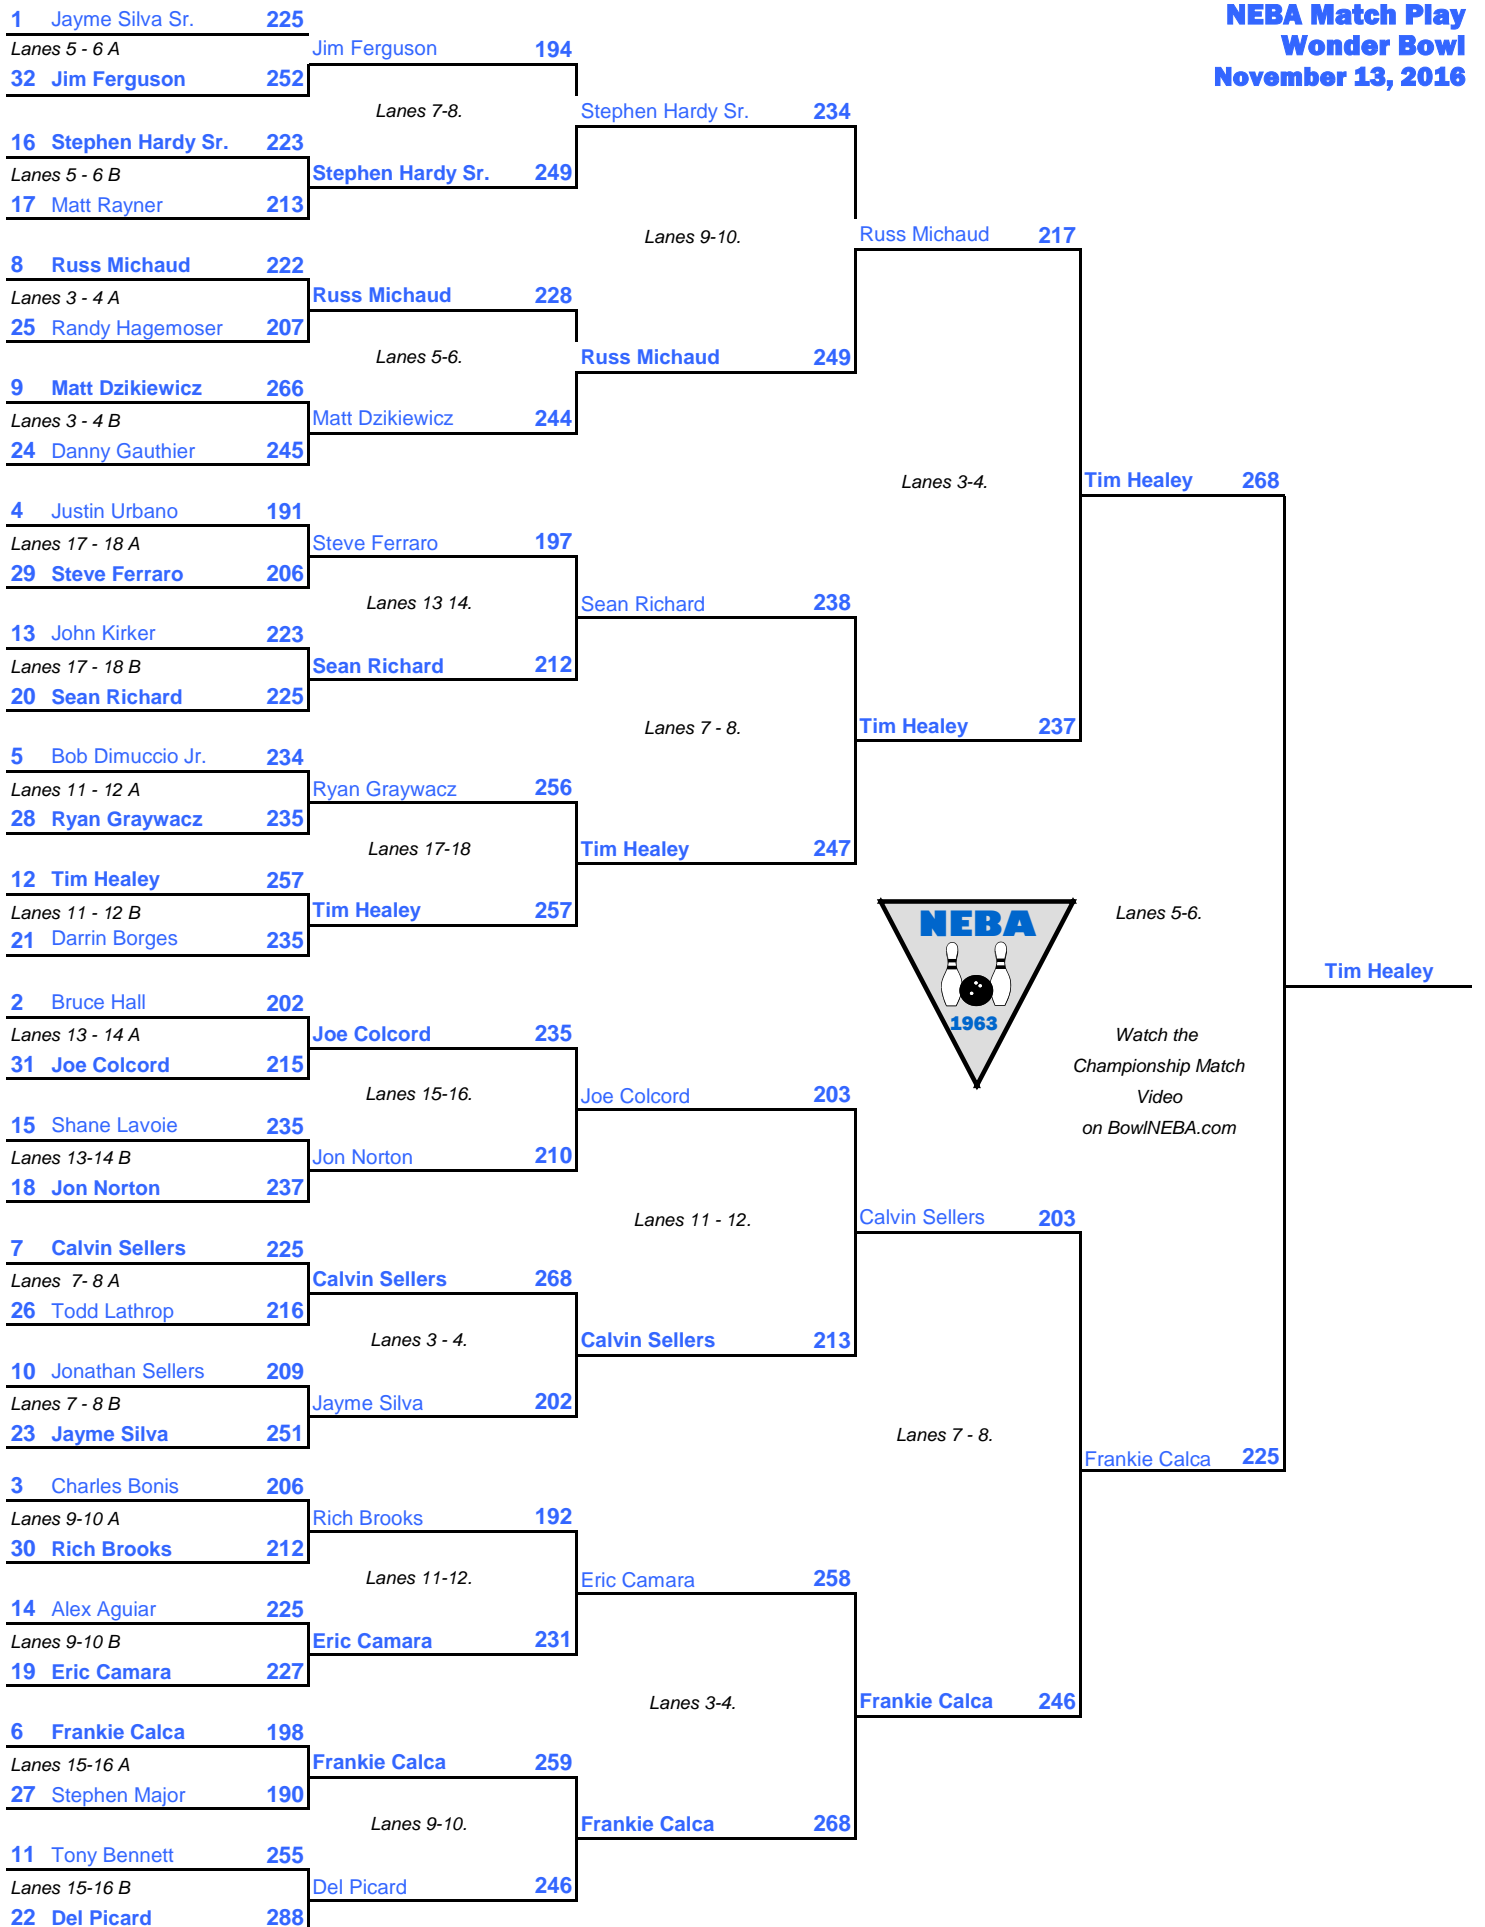 NEBA Match Play
Wonder Bowl
November 13, 2016
1 Jayme Silva Sr. 225
Lanes 5 - 6 A
32 Jim Ferguson 252
16 Stephen Hardy Sr. 223
Lanes 5 - 6 B
17 Matt Rayner 213
8 Russ Michaud 222
Lanes 3 - 4 A
25 Randy Hagemoser 207
9 Matt Dzikiewicz 266
Lanes 3 - 4 B
24 Danny Gauthier 245
4 Justin Urbano 191
Lanes 17 - 18 A
29 Steve Ferraro 206
13 John Kirker 223
Lanes 17 - 18 B
20 Sean Richard 225
5 Bob Dimuccio Jr. 234
Lanes 11 - 12 A
28 Ryan Graywacz 235
12 Tim Healey 257
Lanes 11 - 12 B
21 Darrin Borges 235
2 Bruce Hall 202
Lanes 13 - 14 A
31 Joe Colcord 215
15 Shane Lavoie 235
Lanes 13-14 B
18 Jon Norton 237
7 Calvin Sellers 225
Lanes 7- 8 A
26 Todd Lathrop 216
10 Jonathan Sellers 209
Lanes 7 - 8 B
23 Jayme Silva 251
3 Charles Bonis 206
Lanes 9-10 A
30 Rich Brooks 212
14 Alex Aguiar 225
Lanes 9-10 B
19 Eric Camara 227
6 Frankie Calca 198
Lanes 15-16 A
27 Stephen Major 190
11 Tony Bennett 255
Lanes 15-16 B
22 Del Picard 288
Jim Ferguson 194
Lanes 7-8.
Stephen Hardy Sr. 249
Russ Michaud 228
Lanes 5-6.
Matt Dzikiewicz 244
Steve Ferraro 197
Lanes 13 14.
Sean Richard 212
Ryan Graywacz 256
Lanes 17-18
Tim Healey 257
Joe Colcord 235
Lanes 15-16.
Jon Norton 210
Calvin Sellers 268
Lanes 3 - 4.
Jayme Silva 202
Rich Brooks 192
Lanes 11-12.
Eric Camara 231
Frankie Calca 259
Lanes 9-10.
Del Picard 246
Stephen Hardy Sr. 234
Lanes 9-10.
Russ Michaud 249
Sean Richard 238
Lanes 7 - 8.
Tim Healey 247
Joe Colcord 203
Lanes 11 - 12.
Calvin Sellers 213
Eric Camara 258
Lanes 3-4.
Frankie Calca 268
Russ Michaud 217
Lanes 3-4.
Tim Healey 237
Calvin Sellers 203
Lanes 7 - 8.
Frankie Calca 246
Tim Healey 268
Lanes 5-6.
Frankie Calca 225
Tim Healey
NEBA
1963
Watch the
Championship Match
Video
on BowlNEBA.com